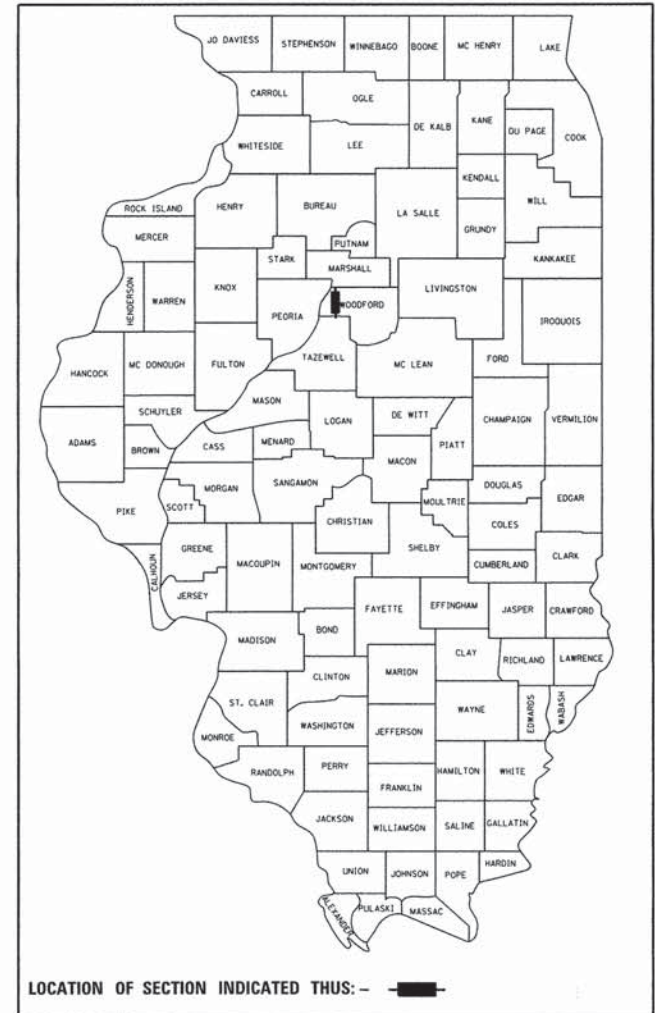 JO DAVIESS
STEPHENSON
WINNEBAGO
BOONE
MC HENRY
LAKE
CARROLL
OGLE
DE KALB
KANE
DU PAGE
COOK
WHITESIDE
LEE
KENDALL
WILL
ROCK ISLAND
HENRY
BUREAU
LA SALLE
GRUNDY
MERCER
PUTNAM
STARK
MARSHALL
KANKAKEE
HENDERSON
WARREN
KNOX
PEORIA
WOODFORD
LIVINGSTON
IROQUOIS
HANCOCK
MC DONOUGH
FULTON
TAZEWELL
MC LEAN
FORD
SCHUYLER
MASON
LOGAN
DE WITT
CHAMPAIGN
VERMILION
ADAMS
BROWN
CASS
MENARD
MACON
PIATT
PIKE
SCOTT
MORGAN
SANGAMON
MOULTRIE
DOUGLAS
EDGAR
CHRISTIAN
COLES
CALHOUN
GREENE
MACOUPIN
MONTGOMERY
SHELBY
CUMBERLAND
CLARK
JERSEY
FAYETTE
EFFINGHAM
JASPER
CRAWFORD
MADISON
BOND
CLAY
RICHLAND
LAWRENCE
CLINTON
MARION
ST. CLAIR
WAYNE
EDWARDS
WABASH
WASHINGTON
JEFFERSON
MONROE
RANDOLPH
PERRY
HAMILTON
WHITE
FRANKLIN
JACKSON
WILLIAMSON
SALINE
GALLATIN
UNION
JOHNSON
POPE
HARDIN
ALEXANDER
PULASKI
MASSAC
LOCATION OF SECTION INDICATED THUS: -